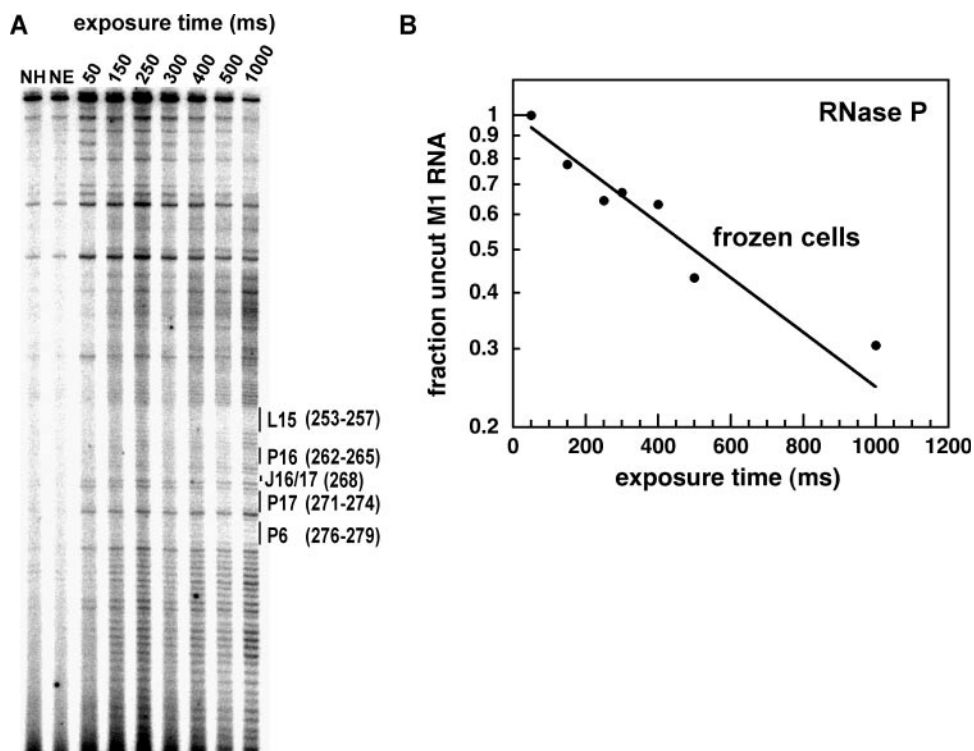 A
exposure time (ms)
NH NE 50 150 250 300 400 500 1000
L15 (253-257)
P16 (262-265)
J16/17 (268)
P17 (271-274)
P6 (276-279)
B
RNase P
frozen cells
fraction uncut M1 RNA
1
0.9
0.8
0.7
0.6
0.5
0.4
0.3
0.2
0 200 400 600 800 1000 1200
exposure time (ms)